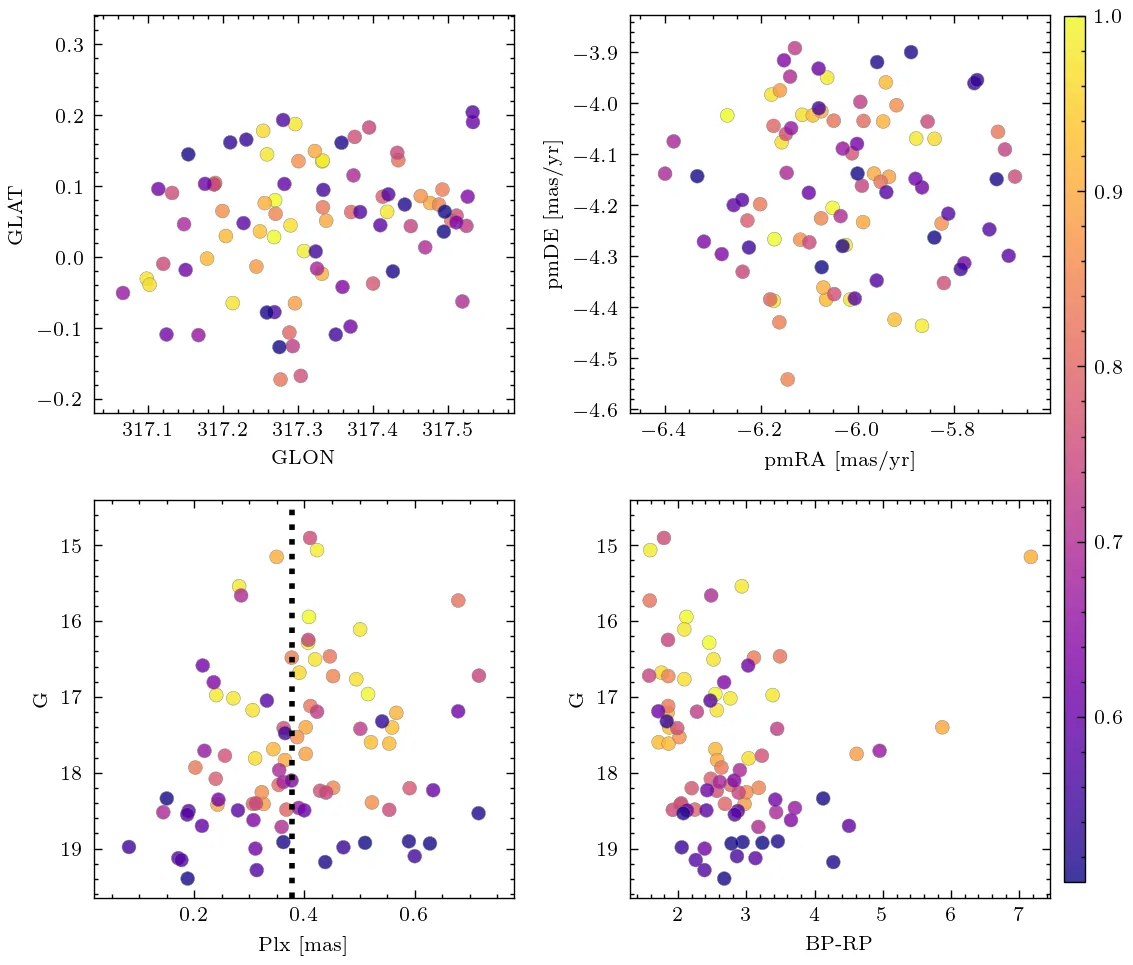 0.3
0.2
0.1
0.0
−0.1
−0.2
GLAT
317.1 317.2 317.3 317.4 317.5
GLON
−3.9
−4.0
−4.1
−4.2
−4.3
−4.4
−4.5
−4.6
pmDE [mas/yr]
−6.4 −6.2 −6.0 −5.8
pmRA [mas/yr]
1.0
0.9
0.8
0.7
0.6
15
16
17
18
19
G
0.2 0.4 0.6
Plx [mas]
15
16
17
18
19
G
2 3 4 5 6 7
BP-RP